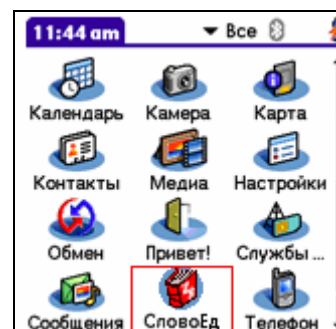 11:44 am Все
Календарь Камера Карта
Контакты Медиа Настройки
Обмен Привет! Службы ...
Сообщения СловоЕд Телефон